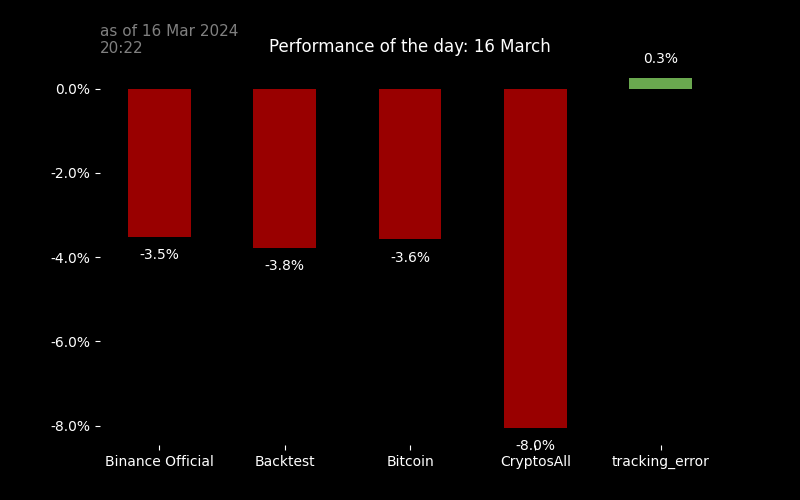 as of 16 Mar 2024
20:22
Performance of the day: 16 March
0.3%
0.0%
-2.0%
-4.0%
-6.0%
-8.0%
-3.5%
-3.8%
-3.6%
-8.0%
Binance Official
Backtest
Bitcoin
CryptosAll
tracking_error